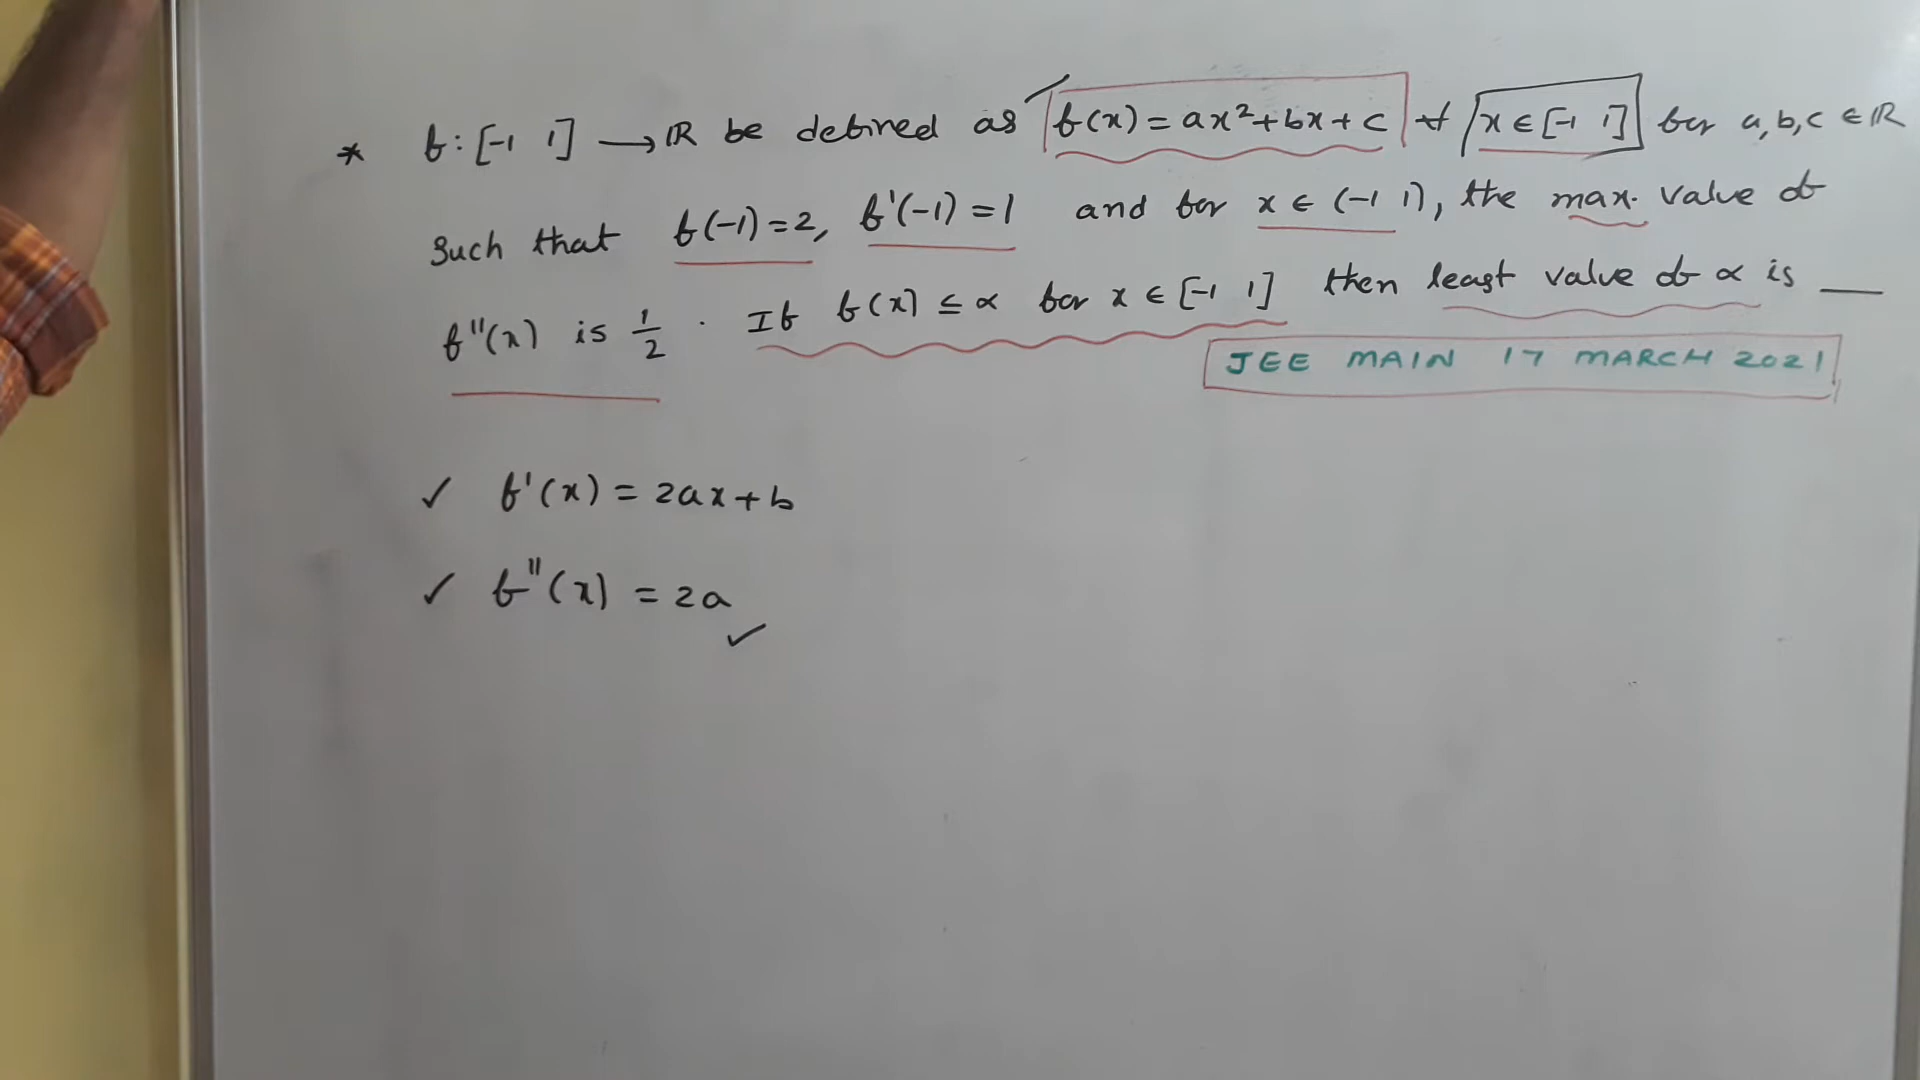 * f: [-1 1] → ℝ be defined as f(x) = ax² + bx + c ∀ x ∈ [-1 1] for a, b, c ∈ ℝ
Such that f(-1) = 2, f'(-1) = 1 and for x ∈ (-1 1), the max. value of
f''(x) is 1/2 . If f(x) ≤ α for x ∈ [-1 1] then least value of α is ___
JEE MAIN 17 MARCH 2021
✓ f'(x) = 2ax + b
✓ f''(x) = 2a ✓